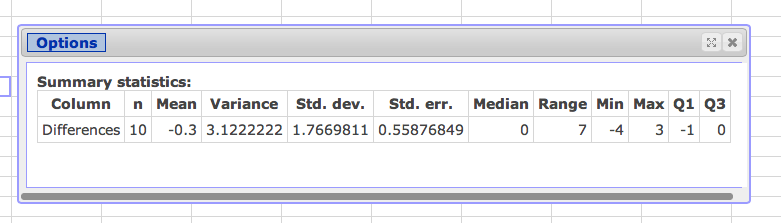 Options
Summary statistics:
Column n Mean Variance Std. dev. Std. err. Median Range Min Max Q1 Q3
Differences 10 -0.3 3.1222222 1.7669811 0.55876849 0 7 -4 3 -1 0